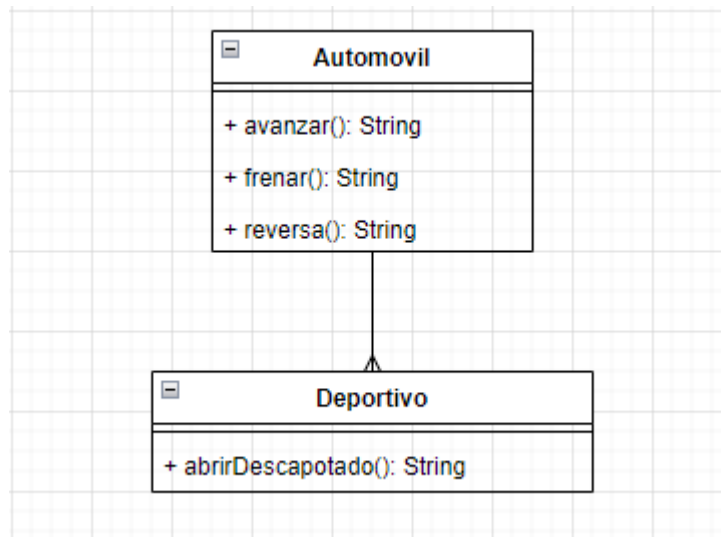 Automovil
+ avanzar(): String
+ frenar(): String
+ reversa(): String
Deportivo
+ abrirDescapotado(): String